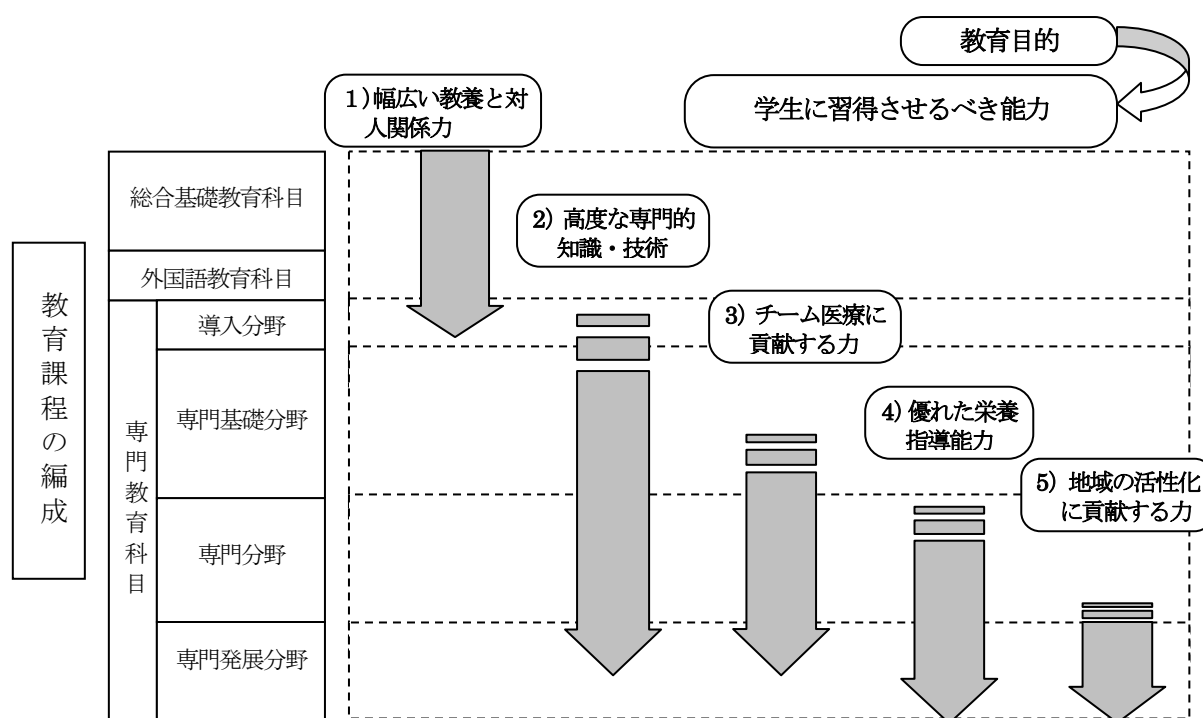 教育目的
学生に習得させるべき能力
1)幅広い教養と対
人関係力
総合基礎教育科目
2) 高度な専門的
知識・技術
外国語教育科目
教育課程の編成
専門教育科目
導入分野
3) チーム医療に
貢献する力
専門基礎分野
4) 優れた栄養
指導能力
5) 地域の活性化
に貢献する力
専門分野
専門発展分野